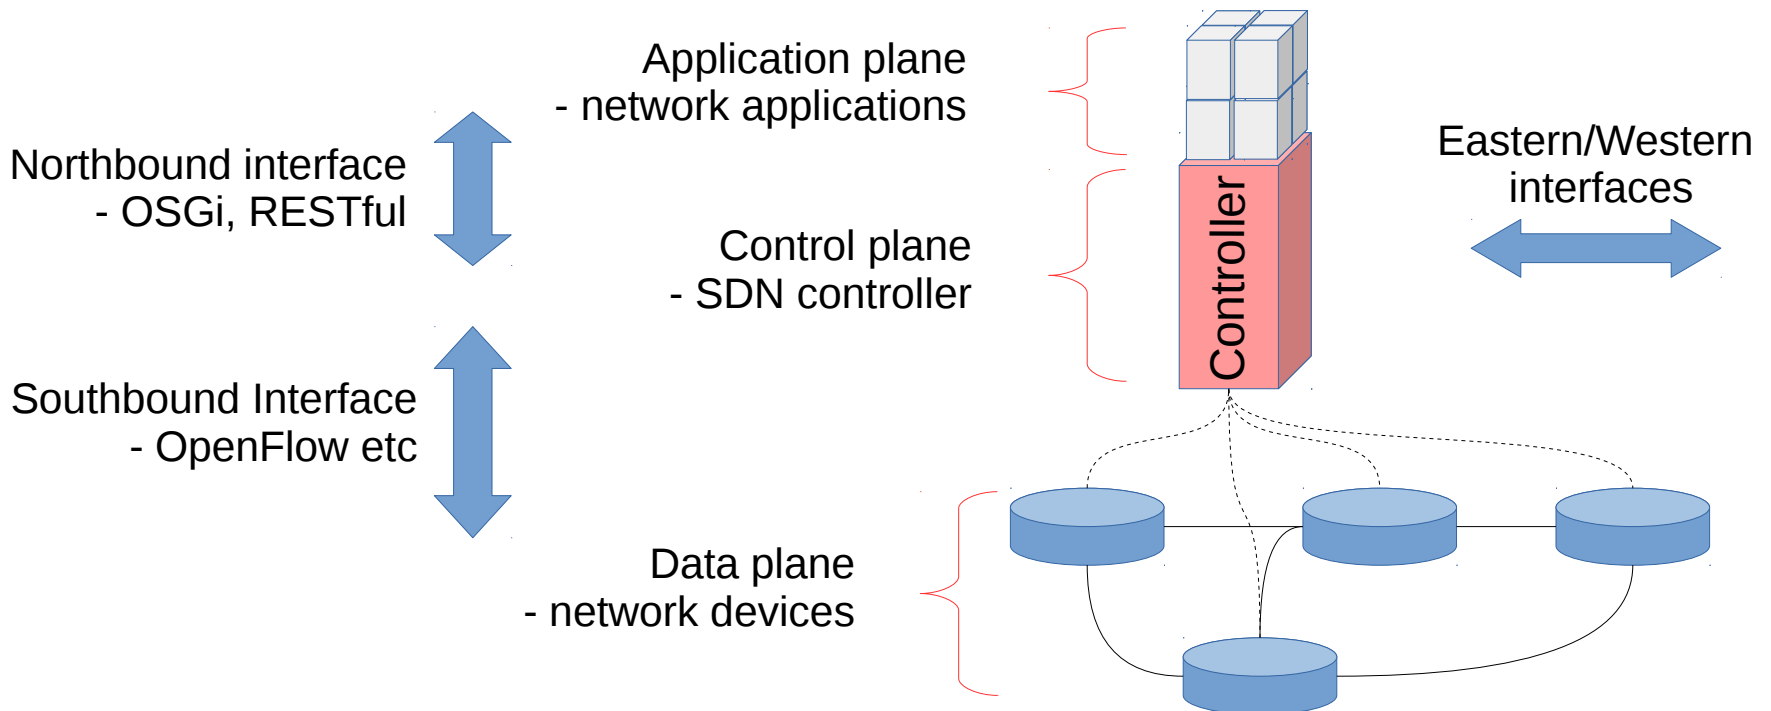 Application plane
- network applications
Northbound interface
- OSGi, RESTful
Eastern/Western
interfaces
Control plane
- SDN controller
Controller
Southbound Interface
- OpenFlow etc
Data plane
- network devices